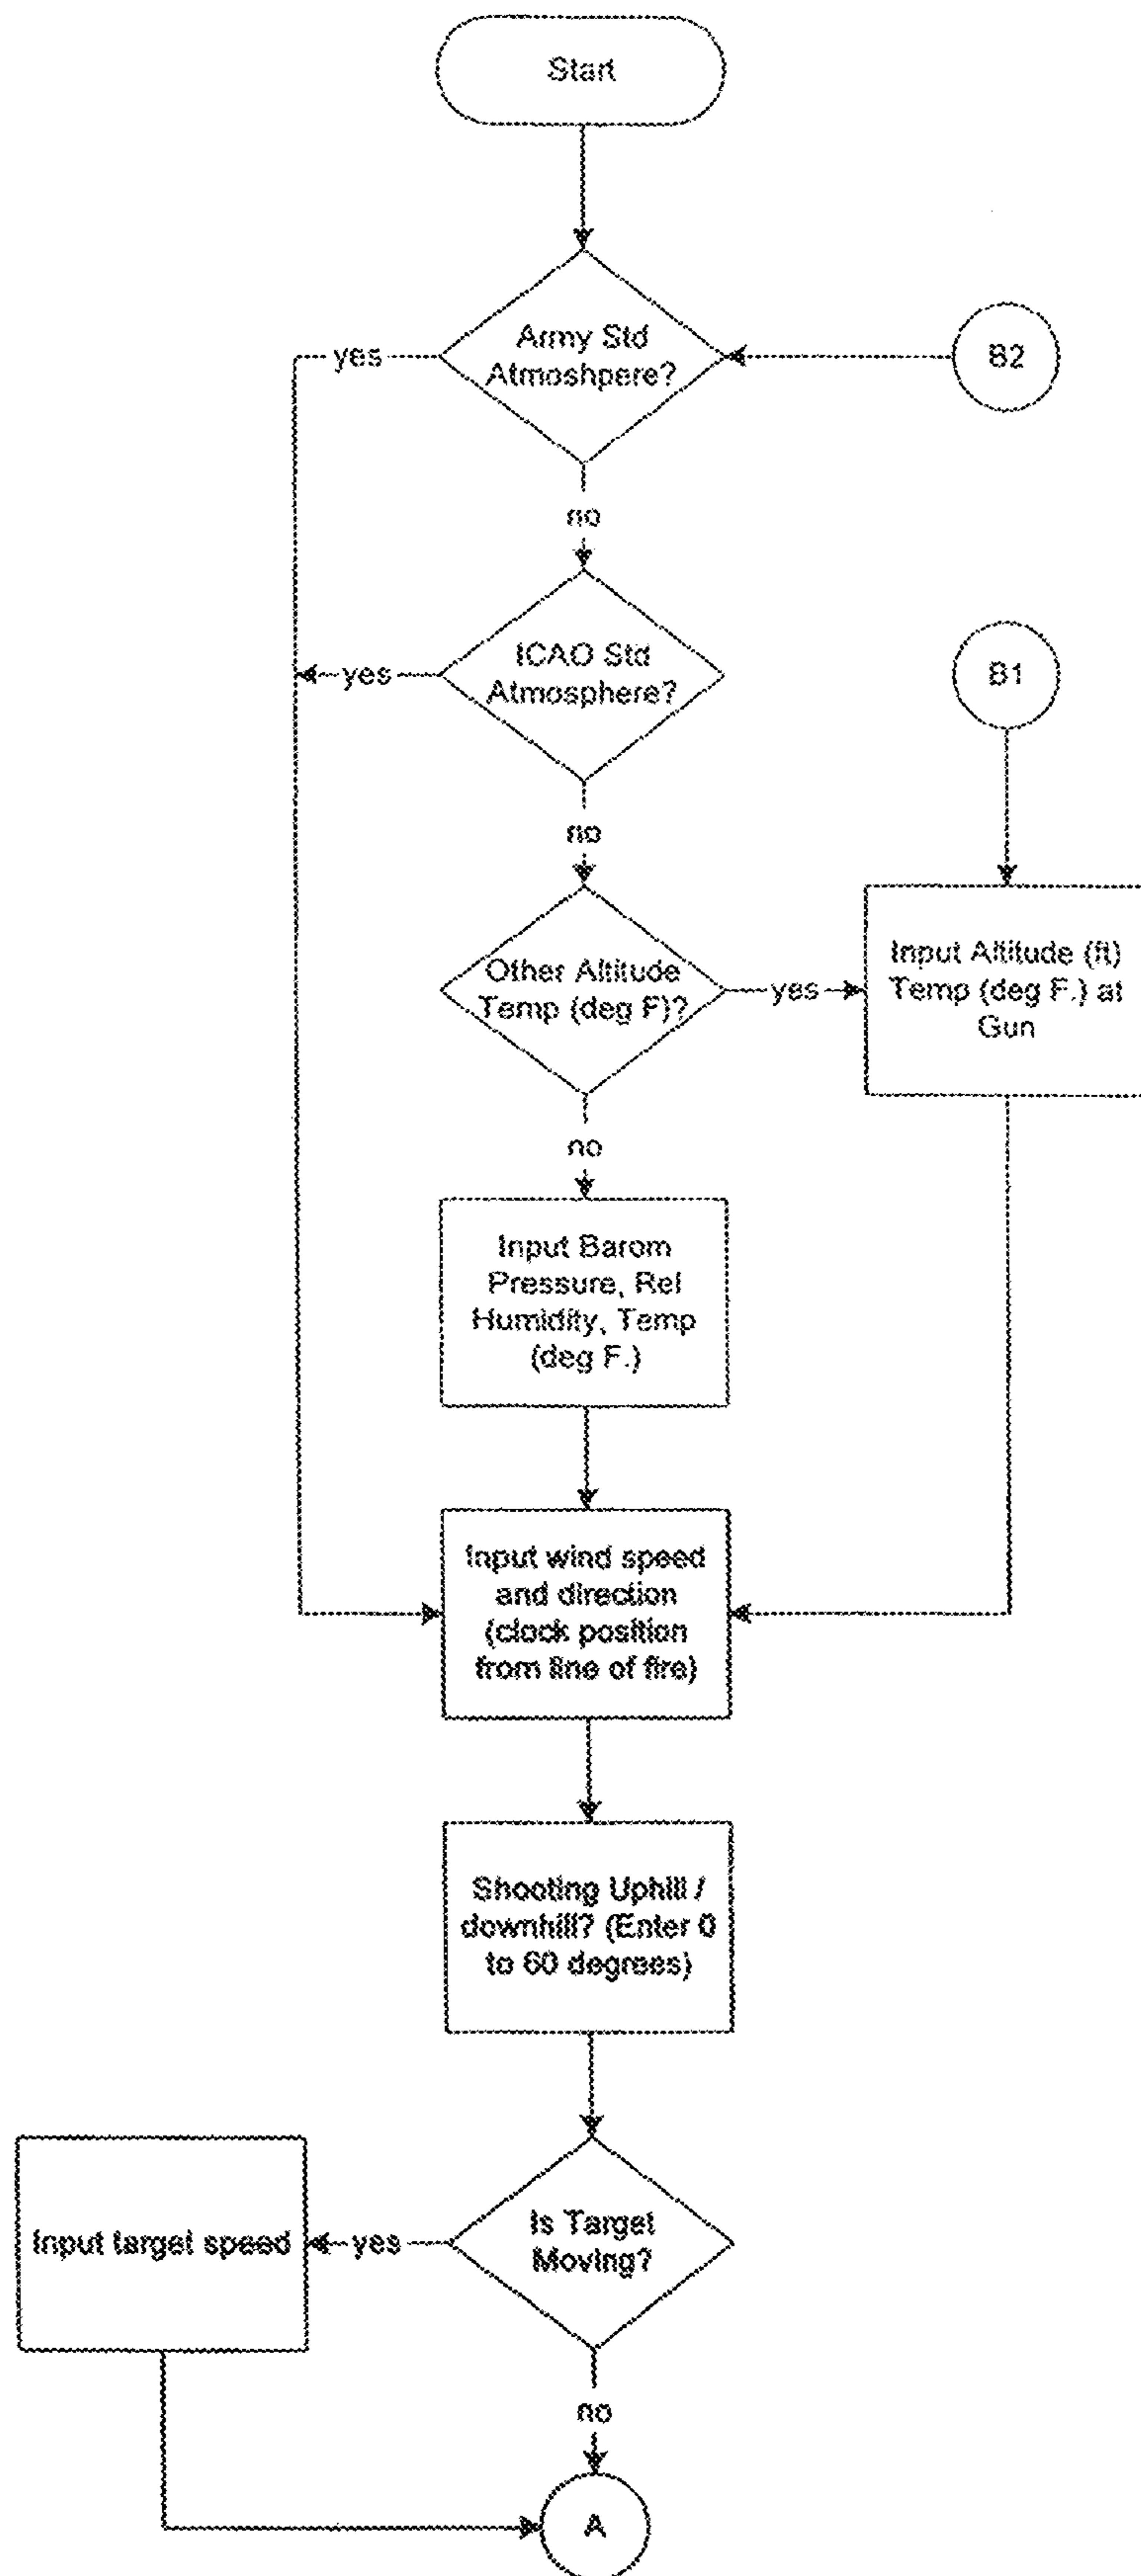 Start
Army Std
Atmoshpere?
yes
B2
no
ICAO Std
Atmosphere?
yes
B1
no
Other Altitude
Temp (deg F)?
yes
Input Altitude (ft)
Temp (deg F.) at
Gun
no
Input Barom
Pressure, Rel
Humidity, Temp
(deg F.)
Input wind speed
and direction
(clock position
from line of fire)
Shooting Uphill /
downhill? (Enter 0
to 60 degrees)
Is Target
Moving?
yes
Input target speed
no
A